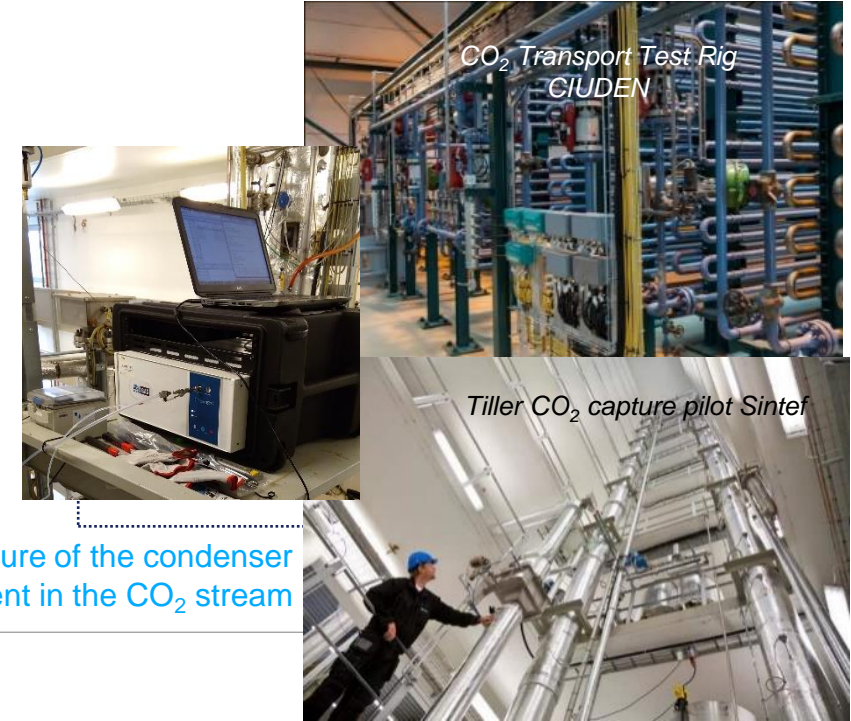 CO₂ Transport Test Rig
CIUDEN
Tiller CO₂ capture pilot Sintef
ure of the condenser
ent in the CO₂ stream